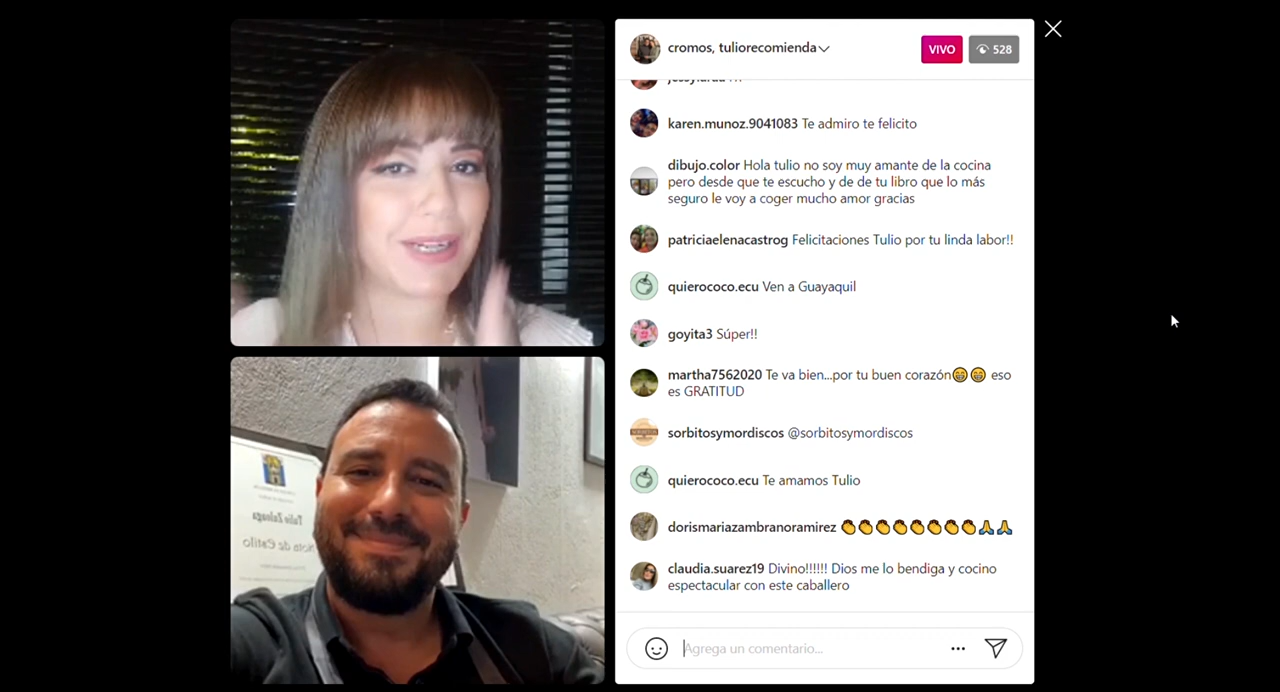 cromos, tuliorecomienda
VIVO
528
karen.munoz.9041083 Te admiro te felicito
dibujo.color Hola tulio no soy muy amante de la cocina
pero desde que te escucho y de de tu libro que lo más
seguro le voy a coger mucho amor gracias
patriciaelenacastrog Felicitaciones Tulio por tu linda labor!!
quierococo.ecu Ven a Guayaquil
goyita3 Súper!!
martha7562020 Te va bien...por tu buen corazón😁😁 eso
es GRATITUD
sorbitosymordiscos @sorbitosymordiscos
quierococo.ecu Te amamos Tulio
dorismariazambranoramirez 👏👏👏👏👏👏👏👏🙏🙏
claudia.suarez19 Divino!!!!!! Dios me lo bendiga y cocino
espectacular con este caballero
Agrega un comentario...
Tulio Zuloaga
Nota de Estilo